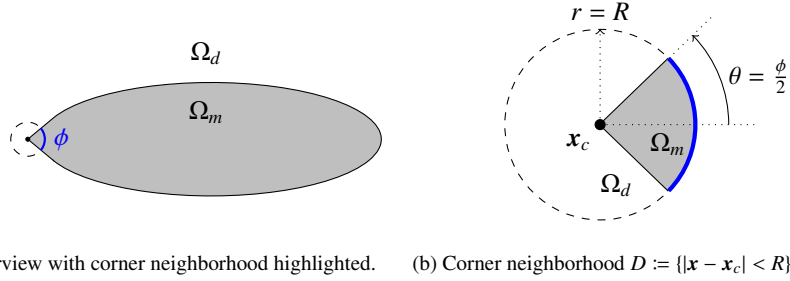 Ω_d
Ω_m
ϕ
r = R
θ = ϕ/2
x_c
Ω_m
Ω_d
rview with corner neighborhood highlighted.
(b) Corner neighborhood D ≔ {|x − x_c| < R}